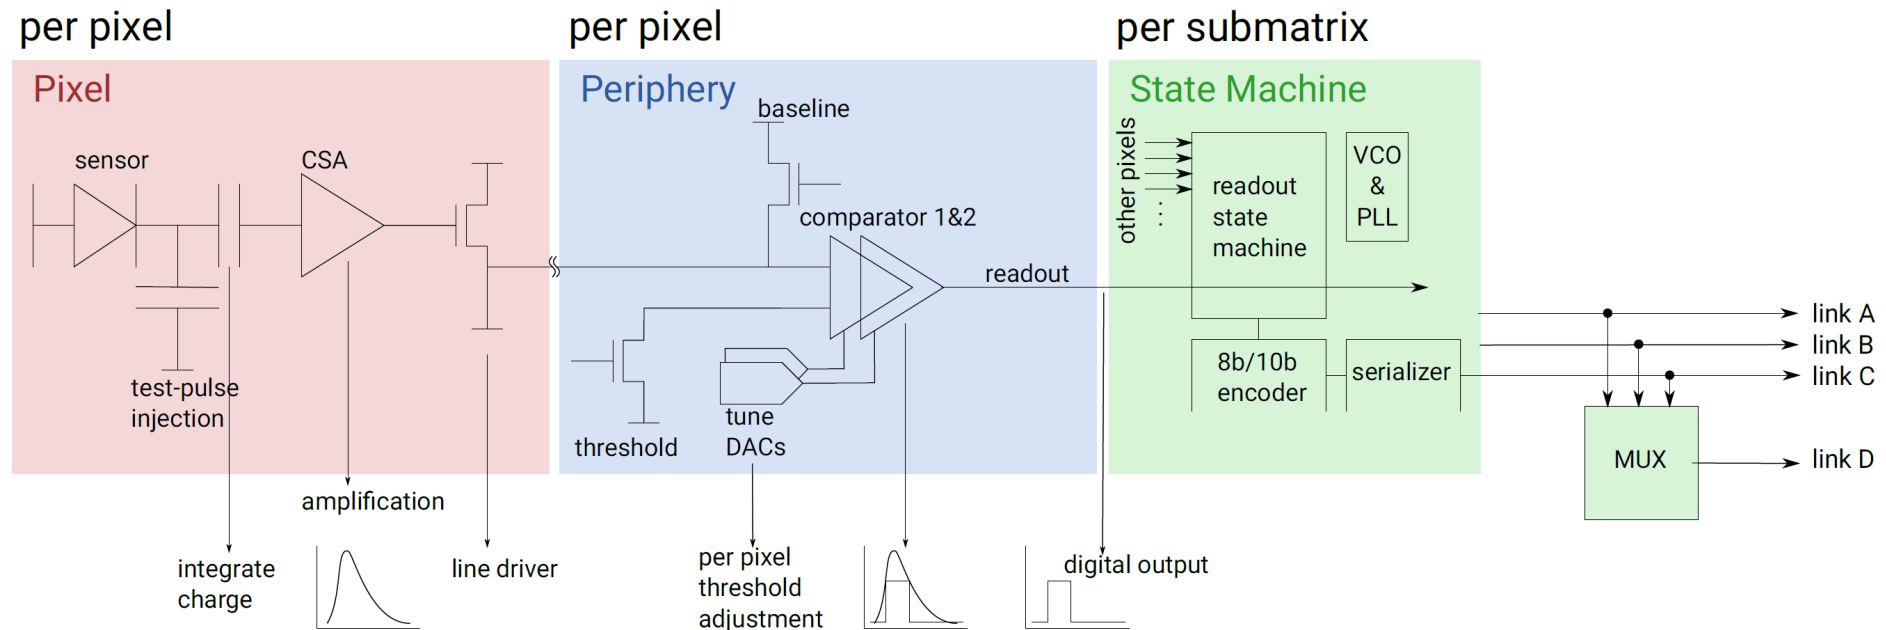 per pixel
per pixel
per submatrix
Pixel
Periphery
State Machine
baseline
sensor
CSA
comparator 1&2
other pixels
readout
state
machine
VCO
&
PLL
readout
test-pulse
injection
threshold
tune
DACs
8b/10b
encoder
serializer
link A
link B
link C
MUX
link D
amplification
integrate
charge
line driver
per pixel
threshold
adjustment
digital output